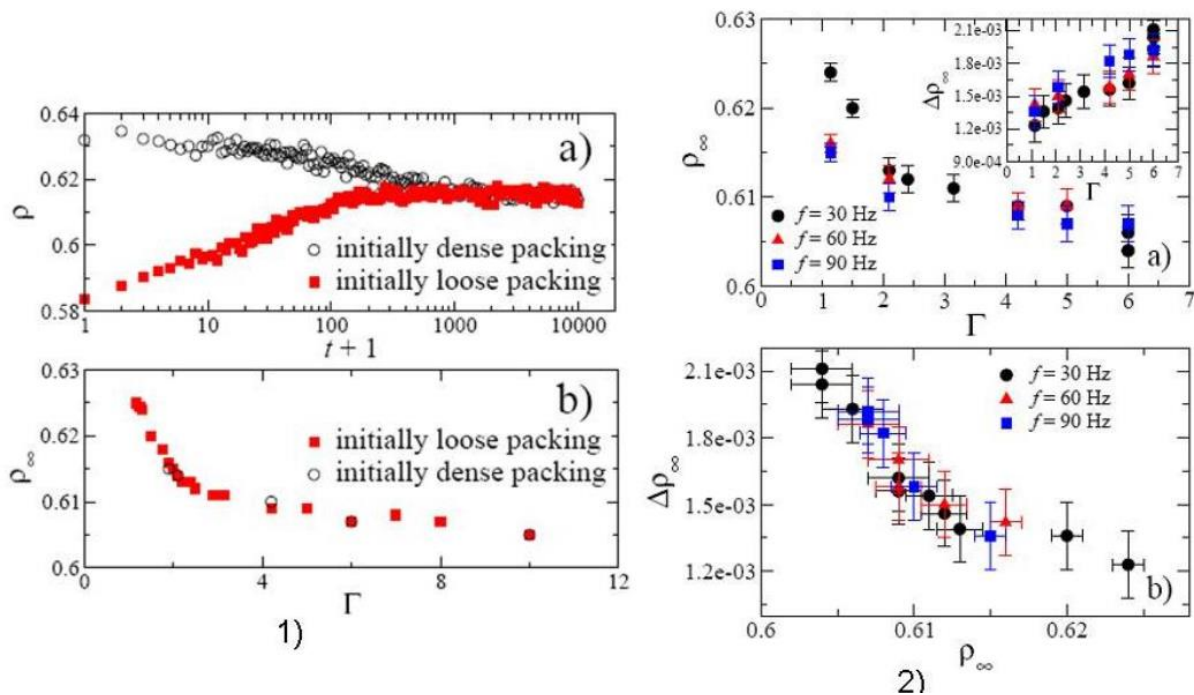 0.64
0.62
0.6
0.58
ρ
a)
initially dense packing
initially loose packing
1 10 100 1000 10000
t + 1
0.63
0.62
0.61
0.6
ρ∞
b)
initially loose packing
initially dense packing
0 4 8 12
Γ
1)
0.63
0.62
0.61
0.6
ρ∞
2.1e-03
1.8e-03
1.5e-03
1.2e-03
9.0e-04
Δρ∞
0 1 2 3 4 5 6 7
Γ
f = 30 Hz
f = 60 Hz
f = 90 Hz
a)
0 1 2 3 4 5 6 7
Γ
2.1e-03
1.8e-03
1.5e-03
1.2e-03
Δρ∞
f = 30 Hz
f = 60 Hz
f = 90 Hz
b)
0.6 0.61 0.62
ρ∞
2)